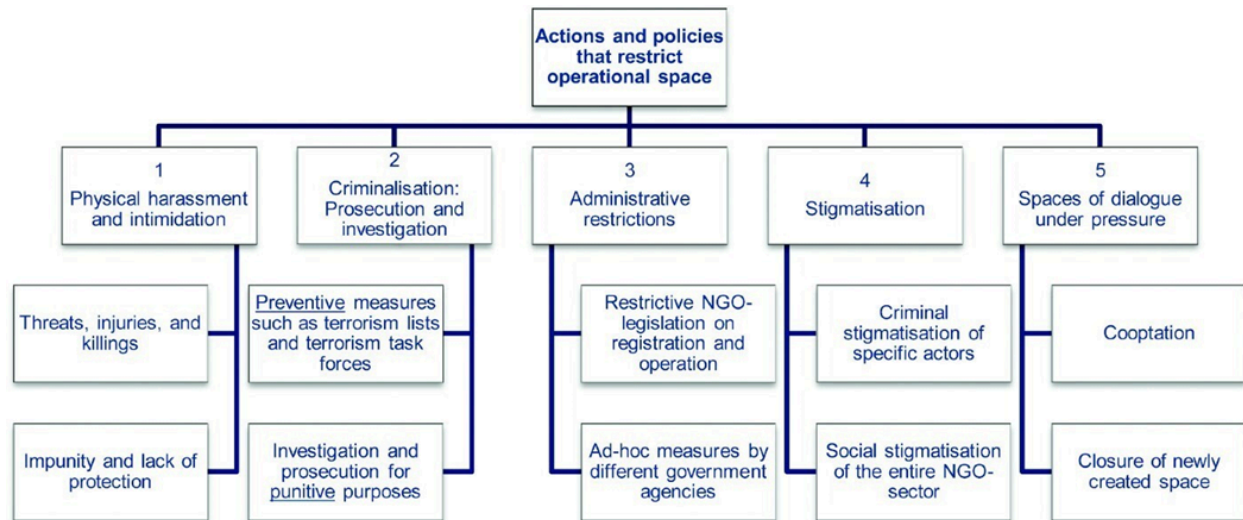 Actions and policies
that restrict
operational space
1
Physical harassment
and intimidation
2
Criminalisation:
Prosecution and
investigation
3
Administrative
restrictions
4
Stigmatisation
5
Spaces of dialogue
under pressure
Threats, injuries, and
killings
Preventive measures
such as terrorism lists
and terrorism task
forces
Restrictive NGO-
legislation on
registration and
operation
Criminal
stigmatisation of
specific actors
Cooptation
Impunity and lack of
protection
Investigation and
prosecution for
punitive purposes
Ad-hoc measures by
different government
agencies
Social stigmatisation
of the entire NGO-
sector
Closure of newly
created space